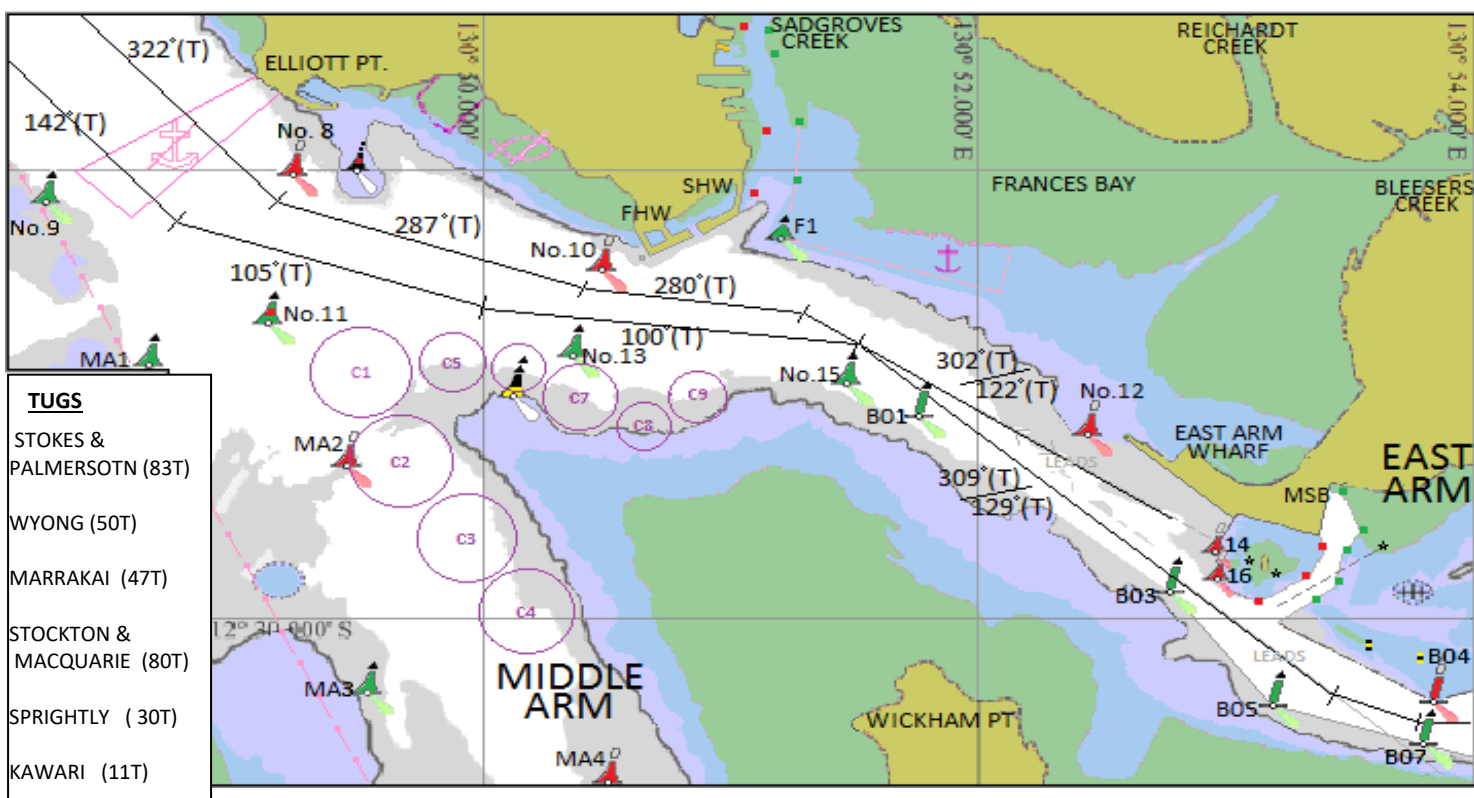 SADGROVES
CREEK
REICHARDT
CREEK
322°(T)
ELLIOTT PT.
130° 50.000'
130° 52.000' E
130° 54.000' E
142°(T)
No. 8
No.9
SHW
FRANCES BAY
BLEESERS
CREEK
FHW
F1
287°(T)
No.10
105°(T)
280°(T)
No.11
100°(T)
No.13
MA1
C1
C5
C7
C8
C9
No.15
302°(T)
122°(T)
No.12
B01
LEADS
EAST ARM
WHARF
EAST
ARM
MA2
C2
309°(T)
129°(T)
MSB
C3
14
16
C4
B03
12° 30.000' S
MIDDLE
ARM
LEADS
B04
MA3
B05
WICKHAM PT
MA4
B07
TUGS
STOKES &
PALMERSOTN (83T)
WYONG (50T)
MARRAKAI (47T)
STOCKTON &
MACQUARIE (80T)
SPRIGHTLY ( 30T)
KAWARI (11T)